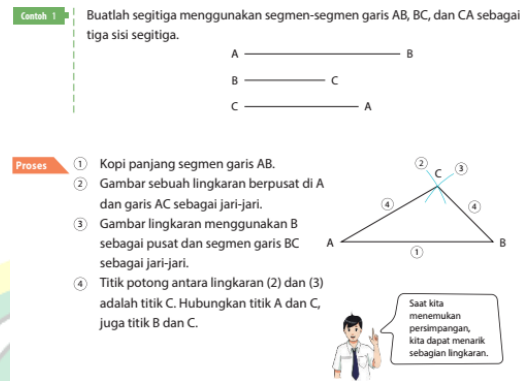 Contoh 1
Buatlah segitiga menggunakan segmen-segmen garis AB, BC, dan CA sebagai
tiga sisi segitiga.
A B
B C
C A
Proses
① Kopi panjang segmen garis AB.
② Gambar sebuah lingkaran berpusat di A
dan garis AC sebagai jari-jari.
③ Gambar lingkaran menggunakan B
sebagai pusat dan segmen garis BC
sebagai jari-jari.
④ Titik potong antara lingkaran (2) dan (3)
adalah titik C. Hubungkan titik A dan C,
juga titik B dan C.
② ③
C
④ ④
A B
①
Saat kita
menemukan
persimpangan,
kita dapat menarik
sebagian lingkaran.